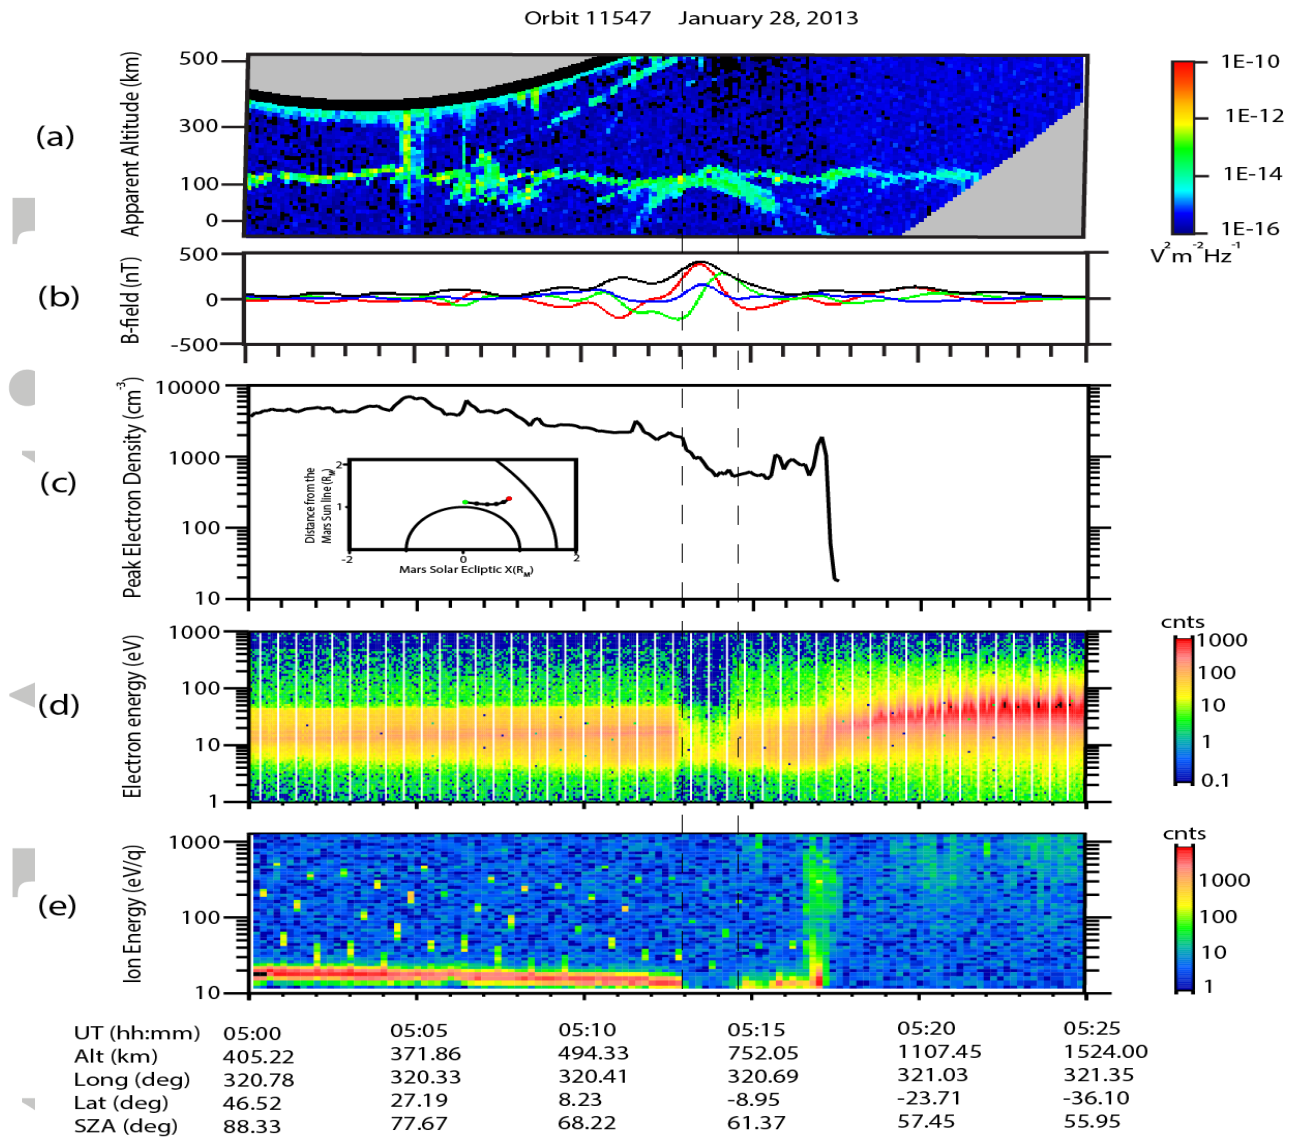 Orbit 11547 January 28, 2013
(a)
Apparent Altitude (km)
500
300
100
0
1E-10
1E-12
1E-14
1E-16
V²m⁻²Hz⁻¹
(b)
B-field (nT)
500
0
-500
(c)
Peak Electron Density (cm⁻³)
10000
1000
100
10
Distance from the
Mars Sun line (R_M)
2
1
-2
0
2
Mars Solar Ecliptic X(R_M)
(d)
Electron energy (eV)
1000
100
10
1
cnts
1000
100
10
1
0.1
(e)
Ion Energy (eV/q)
1000
100
10
cnts
1000
100
10
1
UT (hh:mm) 05:00 05:05 05:10 05:15 05:20 05:25
Alt (km) 405.22 371.86 494.33 752.05 1107.45 1524.00
Long (deg) 320.78 320.33 320.41 320.69 321.03 321.35
Lat (deg) 46.52 27.19 8.23 -8.95 -23.71 -36.10
SZA (deg) 88.33 77.67 68.22 61.37 57.45 55.95